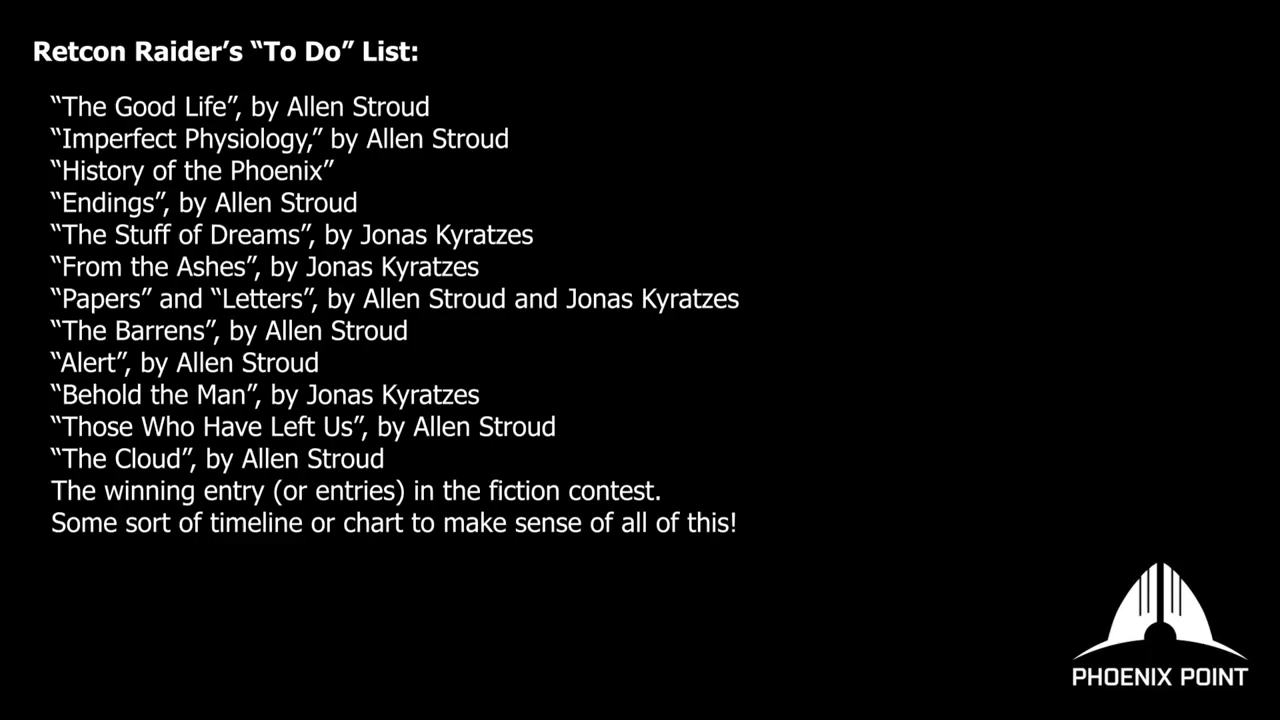 Retcon Raider’s “To Do” List:
“The Good Life”, by Allen Stroud
“Imperfect Physiology,” by Allen Stroud
“History of the Phoenix”
“Endings”, by Allen Stroud
“The Stuff of Dreams”, by Jonas Kyratzes
“From the Ashes”, by Jonas Kyratzes
“Papers” and “Letters”, by Allen Stroud and Jonas Kyratzes
“The Barrens”, by Allen Stroud
“Alert”, by Allen Stroud
“Behold the Man”, by Jonas Kyratzes
“Those Who Have Left Us”, by Allen Stroud
“The Cloud”, by Allen Stroud
The winning entry (or entries) in the fiction contest.
Some sort of timeline or chart to make sense of all of this!
PHOENIX POINT